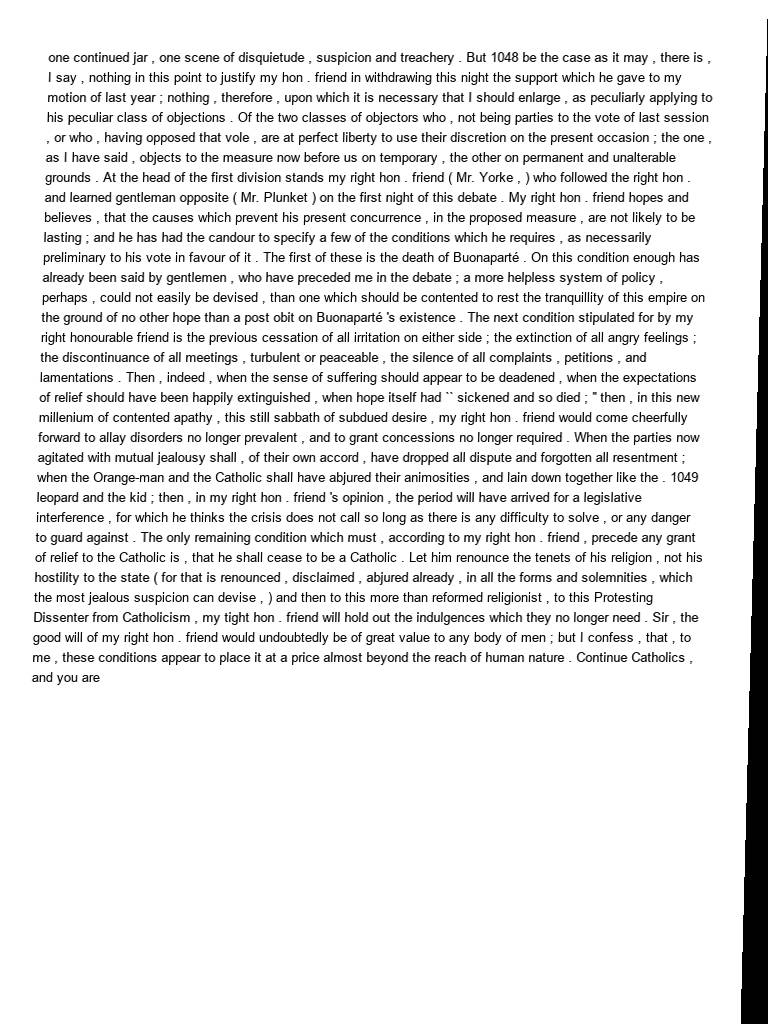 one continued jar , one scene of disquietude , suspicion and treachery . But 1048 be the case as it may , there is ,
I say , nothing in this point to justify my hon . friend in withdrawing this night the support which he gave to my
motion of last year ; nothing , therefore , upon which it is necessary that I should enlarge , as peculiarly applying to
his peculiar class of objections . Of the two classes of objectors who , not being parties to the vote of last session
, or who , having opposed that vole , are at perfect liberty to use their discretion on the present occasion ; the one ,
as I have said , objects to the measure now before us on temporary , the other on permanent and unalterable
grounds . At the head of the first division stands my right hon . friend ( Mr. Yorke , ) who followed the right hon .
and learned gentleman opposite ( Mr. Plunket ) on the first night of this debate . My right hon . friend hopes and
believes , that the causes which prevent his present concurrence , in the proposed measure , are not likely to be
lasting ; and he has had the candour to specify a few of the conditions which he requires , as necessarily
preliminary to his vote in favour of it . The first of these is the death of Buonaparté . On this condition enough has
already been said by gentlemen , who have preceded me in the debate ; a more helpless system of policy ,
perhaps , could not easily be devised , than one which should be contented to rest the tranquillity of this empire on
the ground of no other hope than a post obit on Buonaparté 's existence . The next condition stipulated for by my
right honourable friend is the previous cessation of all irritation on either side ; the extinction of all angry feelings ;
the discontinuance of all meetings , turbulent or peaceable , the silence of all complaints , petitions , and
lamentations . Then , indeed , when the sense of suffering should appear to be deadened , when the expectations
of relief should have been happily extinguished , when hope itself had `` sickened and so died ; " then , in this new
millenium of contented apathy , this still sabbath of subdued desire , my right hon . friend would come cheerfully
forward to allay disorders no longer prevalent , and to grant concessions no longer required . When the parties now
agitated with mutual jealousy shall , of their own accord , have dropped all dispute and forgotten all resentment ;
when the Orange-man and the Catholic shall have abjured their animosities , and lain down together like the . 1049
leopard and the kid ; then , in my right hon . friend 's opinion , the period will have arrived for a legislative
interference , for which he thinks the crisis does not call so long as there is any difficulty to solve , or any danger
to guard against . The only remaining condition which must , according to my right hon . friend , precede any grant
of relief to the Catholic is , that he shall cease to be a Catholic . Let him renounce the tenets of his religion , not his
hostility to the state ( for that is renounced , disclaimed , abjured already , in all the forms and solemnities , which
the most jealous suspicion can devise , ) and then to this more than reformed religionist , to this Protesting
Dissenter from Catholicism , my tight hon . friend will hold out the indulgences which they no longer need . Sir , the
good will of my right hon . friend would undoubtedly be of great value to any body of men ; but I confess , that , to
me , these conditions appear to place it at a price almost beyond the reach of human nature . Continue Catholics ,
and you are